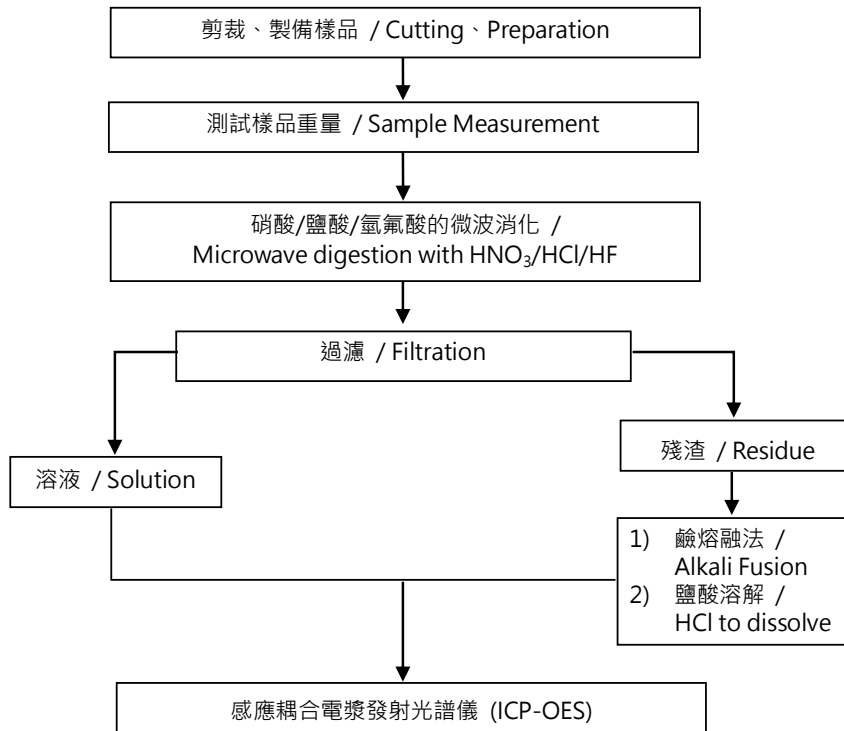 剪裁、製備樣品 / Cutting、Preparation
測試樣品重量 / Sample Measurement
硝酸/鹽酸/氫氟酸的微波消化 /
Microwave digestion with HNO₃/HCl/HF
過濾 / Filtration
溶液 / Solution
殘渣 / Residue
1) 鹼熔融法 /
Alkali Fusion
2) 鹽酸溶解 /
HCl to dissolve
感應耦合電漿發射光譜儀 (ICP-OES)